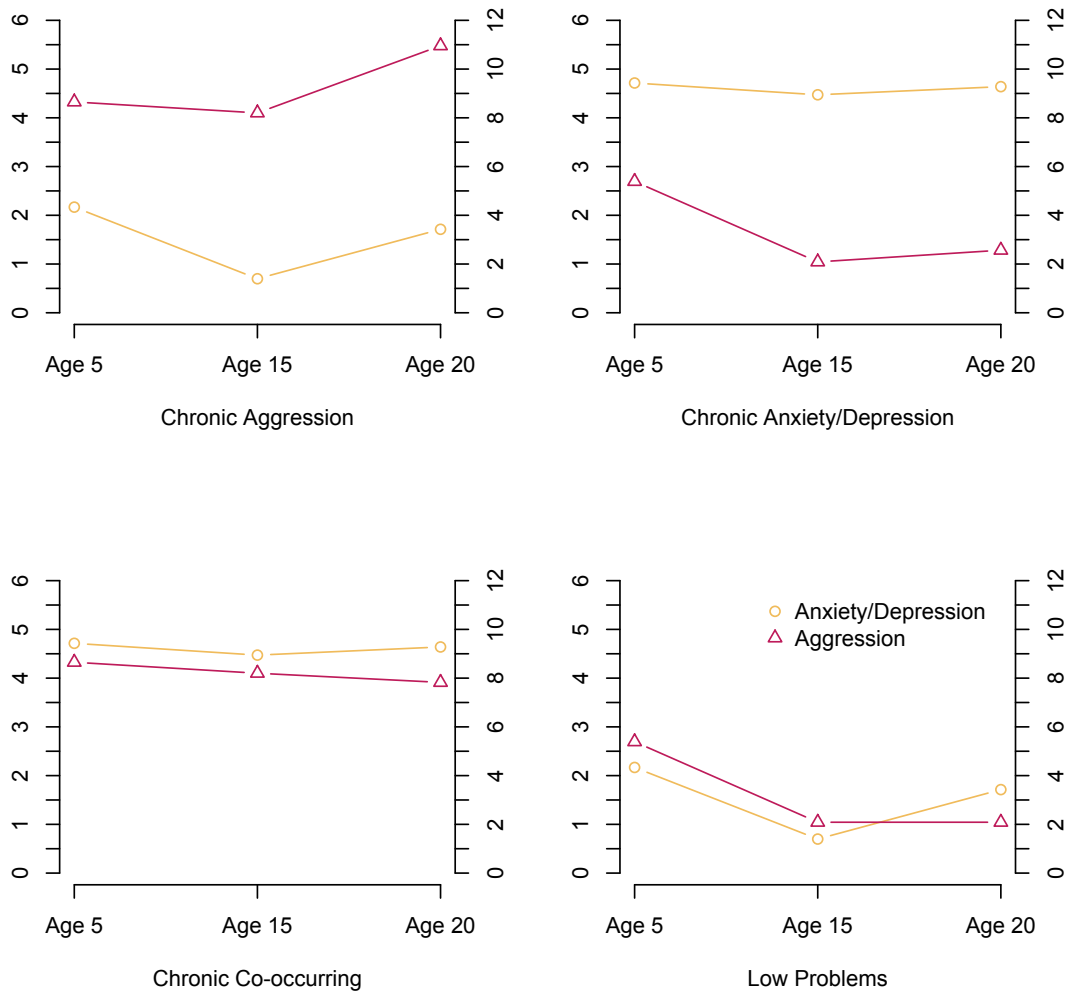 0 1 2 3 4 5 6
0 2 4 6 8 10 12
Age 5 Age 15 Age 20
Chronic Aggression
0 1 2 3 4 5 6
0 2 4 6 8 10 12
Age 5 Age 15 Age 20
Chronic Anxiety/Depression
0 1 2 3 4 5 6
0 2 4 6 8 10 12
Age 5 Age 15 Age 20
Chronic Co-occurring
0 1 2 3 4 5 6
Anxiety/Depression
Aggression
0 2 4 6 8 10 12
Age 5 Age 15 Age 20
Low Problems